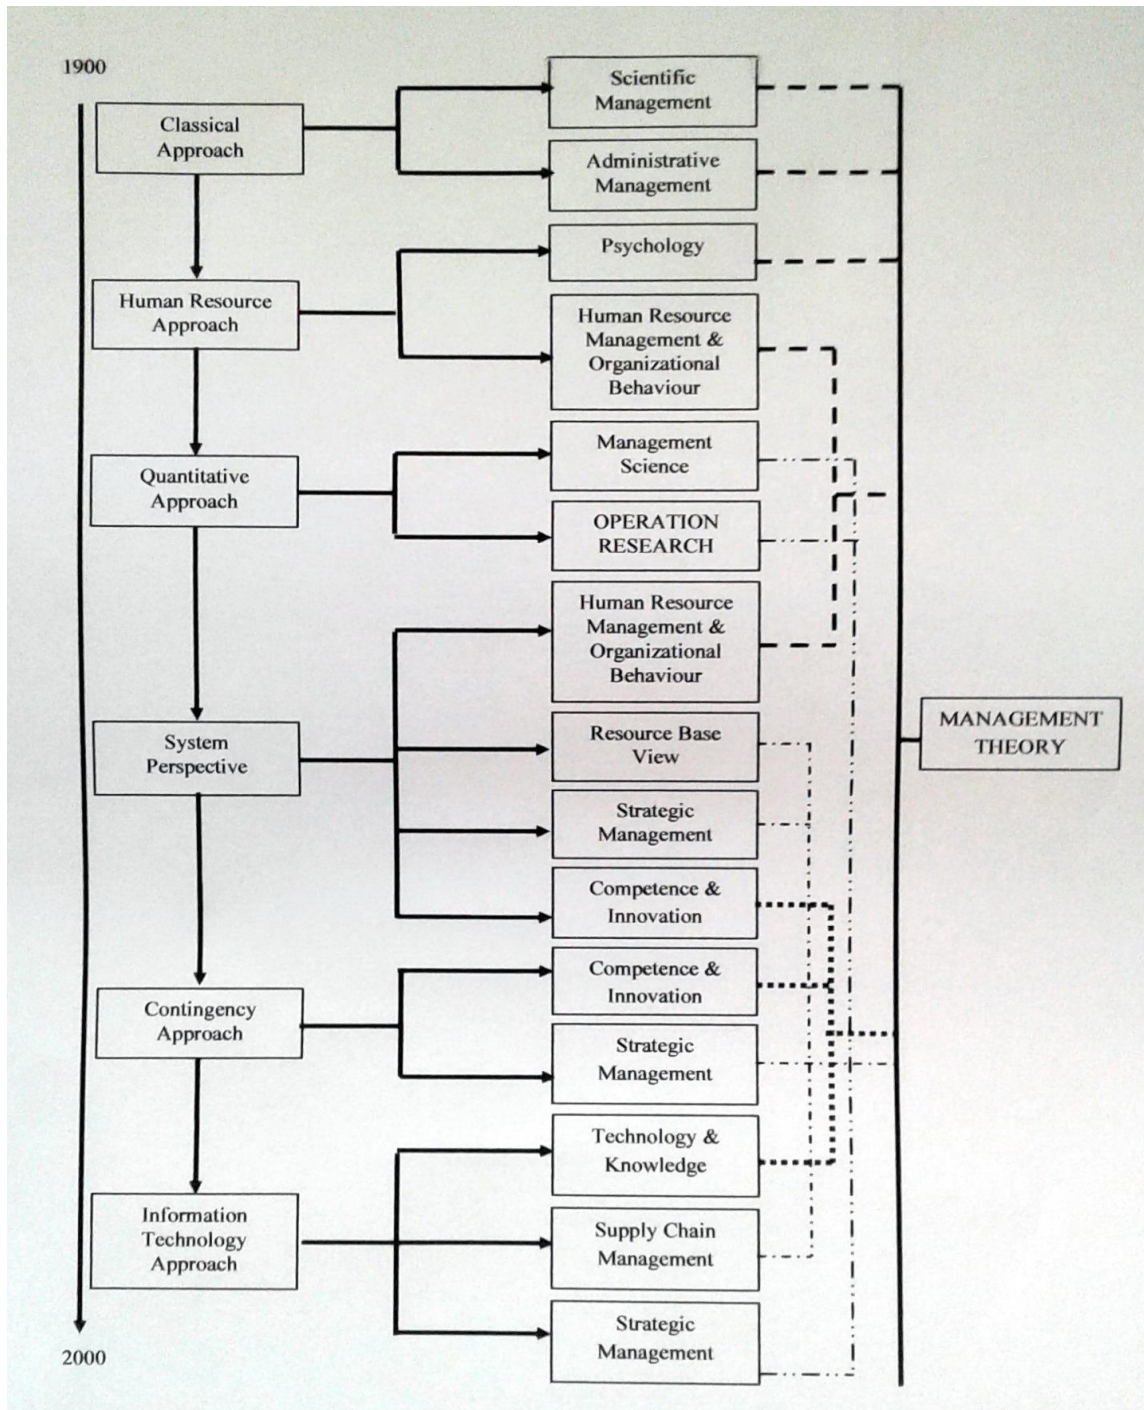 1900
Classical
Approach
Scientific
Management
Administrative
Management
Human Resource
Approach
Psychology
Human Resource
Management &
Organizational
Behaviour
Quantitative
Approach
Management
Science
OPERATION
RESEARCH
System
Perspective
Human Resource
Management &
Organizational
Behaviour
Resource Base
View
Strategic
Management
Competence &
Innovation
Contingency
Approach
Competence &
Innovation
Strategic
Management
Information
Technology
Approach
Technology &
Knowledge
Supply Chain
Management
Strategic
Management
2000
MANAGEMENT
THEORY